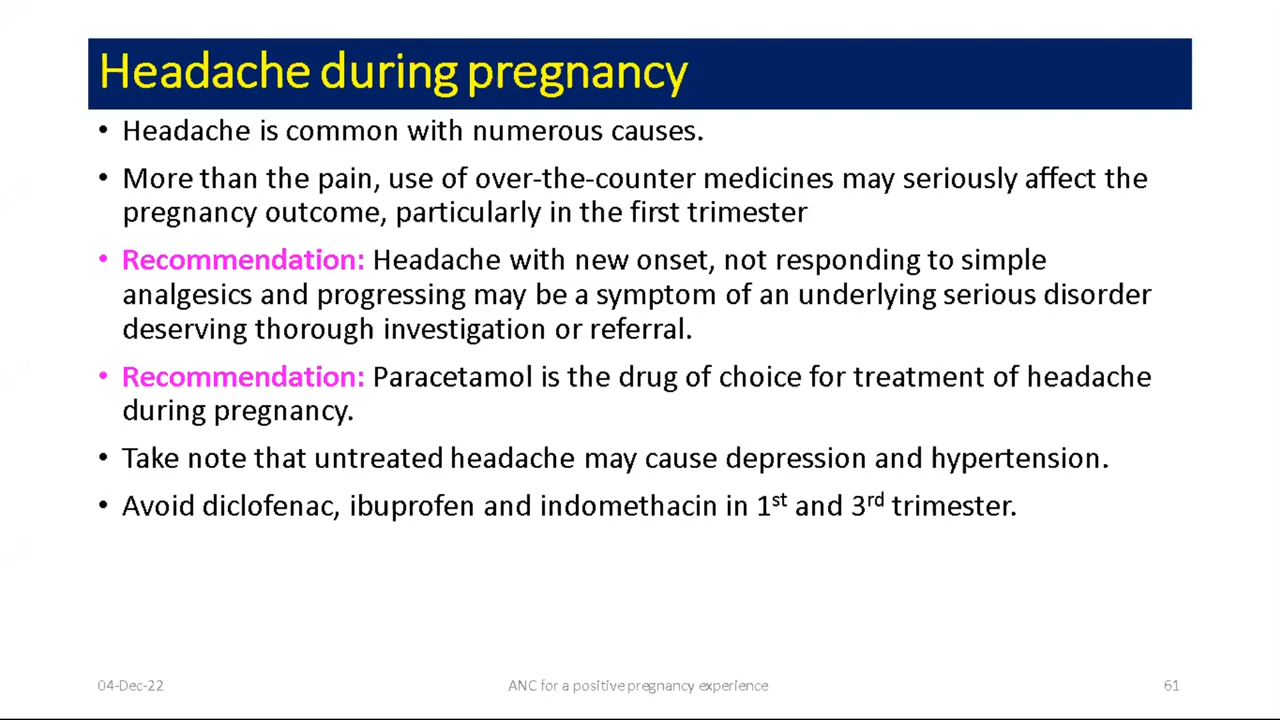 Headache during pregnancy
• Headache is common with numerous causes.
• More than the pain, use of over-the-counter medicines may seriously affect the
pregnancy outcome, particularly in the first trimester
• Recommendation: Headache with new onset, not responding to simple
analgesics and progressing may be a symptom of an underlying serious disorder
deserving thorough investigation or referral.
• Recommendation: Paracetamol is the drug of choice for treatment of headache
during pregnancy.
• Take note that untreated headache may cause depression and hypertension.
• Avoid diclofenac, ibuprofen and indomethacin in 1st and 3rd trimester.
04-Dec-22
ANC for a positive pregnancy experience
61